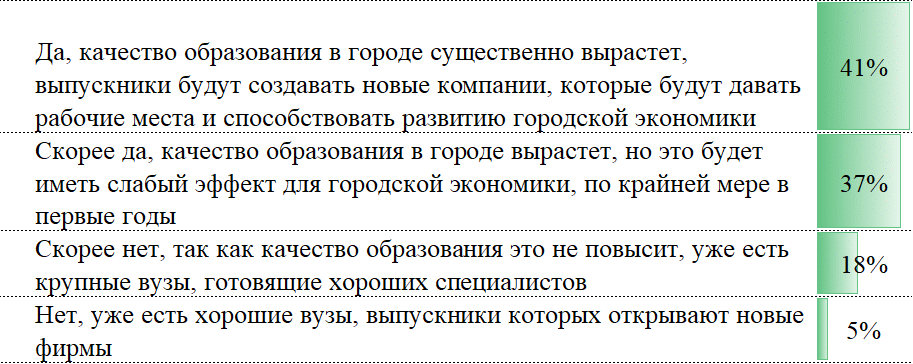 Да, качество образования в городе существенно вырастет,
выпускники будут создавать новые компании, которые будут давать
рабочие места и способствовать развитию городской экономики
41%
Скорее да, качество образования в городе вырастет, но это будет
иметь слабый эффект для городской экономики, по крайней мере в
первые годы
37%
Скорее нет, так как качество образования это не повысит, уже есть
крупные вузы, готовящие хороших специалистов
18%
Нет, уже есть хорошие вузы, выпускники которых открывают новые
фирмы
5%